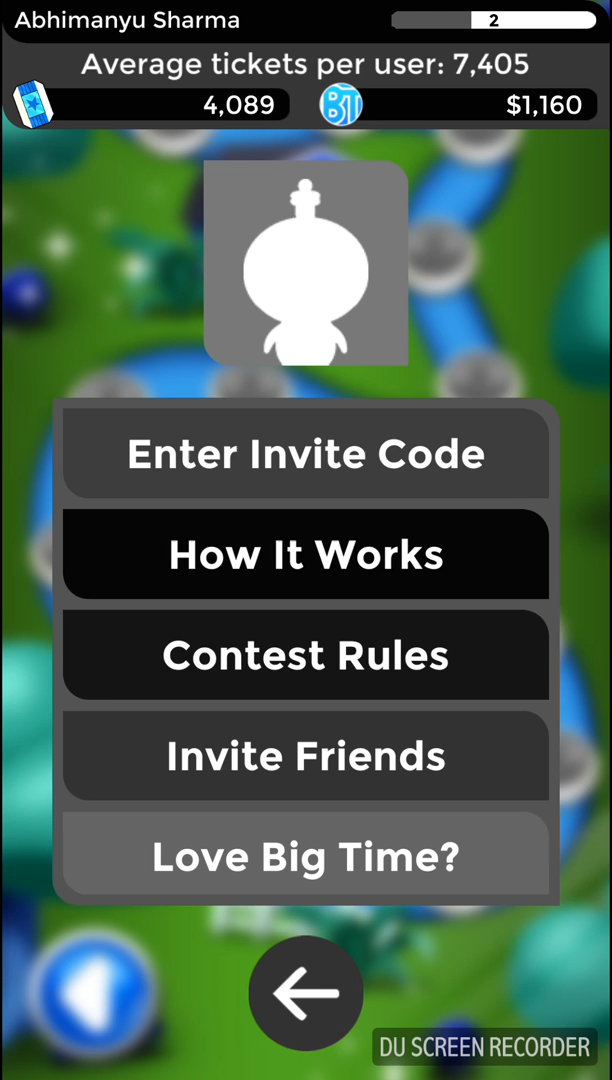 Abhimanyu Sharma
2
Average tickets per user: 7,405
4,089
BT
$1,160
Enter Invite Code
How It Works
Contest Rules
Invite Friends
Love Big Time?
DU SCREEN RECORDER